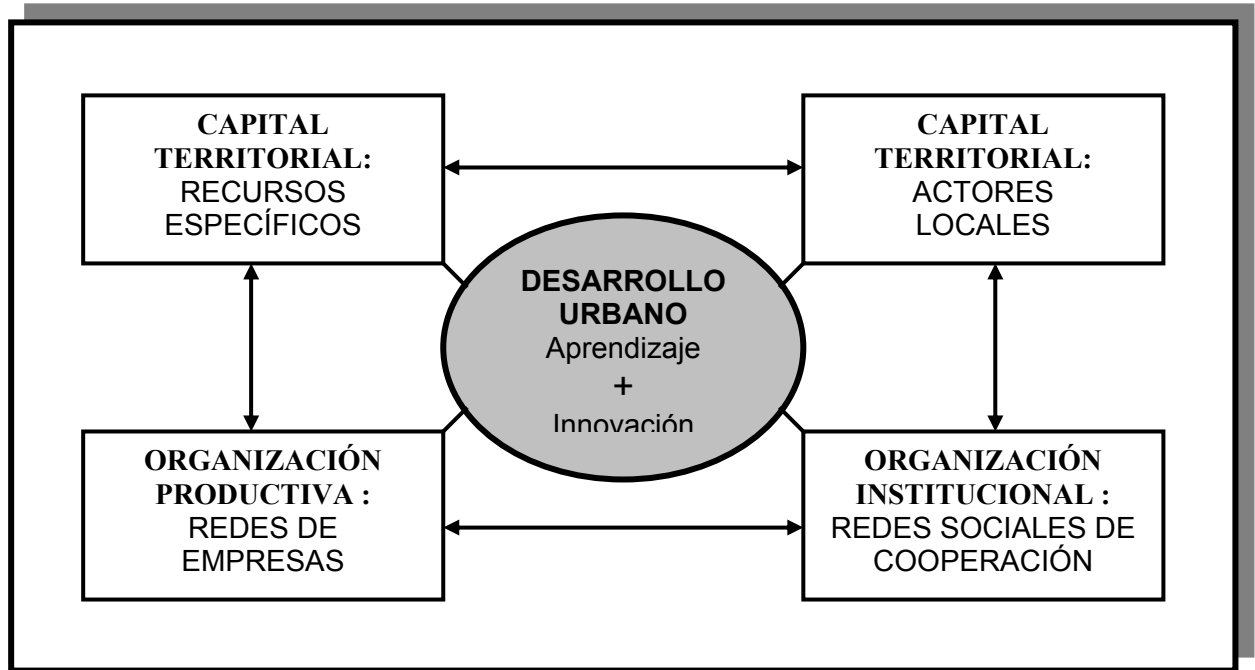 CAPITAL
TERRITORIAL:
RECURSOS
ESPECÍFICOS
CAPITAL
TERRITORIAL:
ACTORES
LOCALES
DESARROLLO
URBANO
Aprendizaje
+
Innovación
ORGANIZACIÓN
PRODUCTIVA :
REDES DE
EMPRESAS
ORGANIZACIÓN
INSTITUCIONAL :
REDES SOCIALES DE
COOPERACIÓN